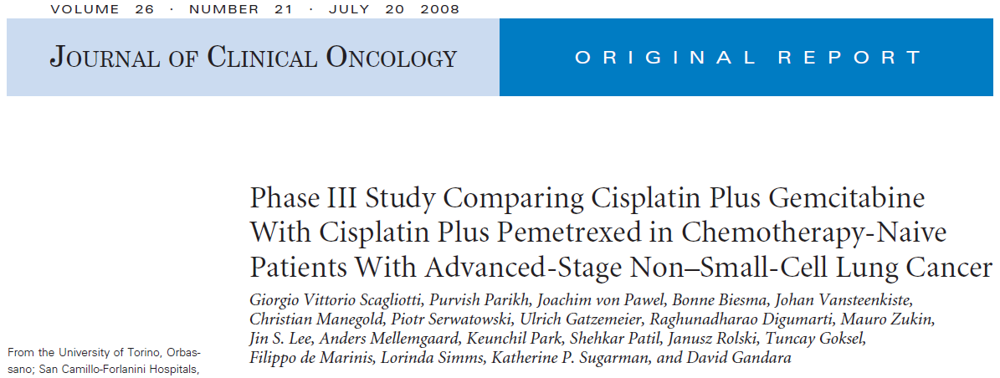 VOLUME 26 · NUMBER 21 · JULY 20 2008
JOURNAL OF CLINICAL ONCOLOGY
ORIGINAL REPORT
Phase III Study Comparing Cisplatin Plus Gemcitabine
With Cisplatin Plus Pemetrexed in Chemotherapy-Naive
Patients With Advanced-Stage Non–Small-Cell Lung Cancer
Giorgio Vittorio Scagliotti, Purvish Parikh, Joachim von Pawel, Bonne Biesma, Johan Vansteenkiste,
Christian Manegold, Piotr Serwatowski, Ulrich Gatzemeier, Raghunadharao Digumarti, Mauro Zukin,
Jin S. Lee, Anders Mellemgaard, Keunchil Park, Shehkar Patil, Janusz Rolski, Tuncay Goksel,
Filippo de Marinis, Lorinda Simms, Katherine P. Sugarman, and David Gandara
From the University of Torino, Orbas-
sano; San Camillo-Forlanini Hospitals,